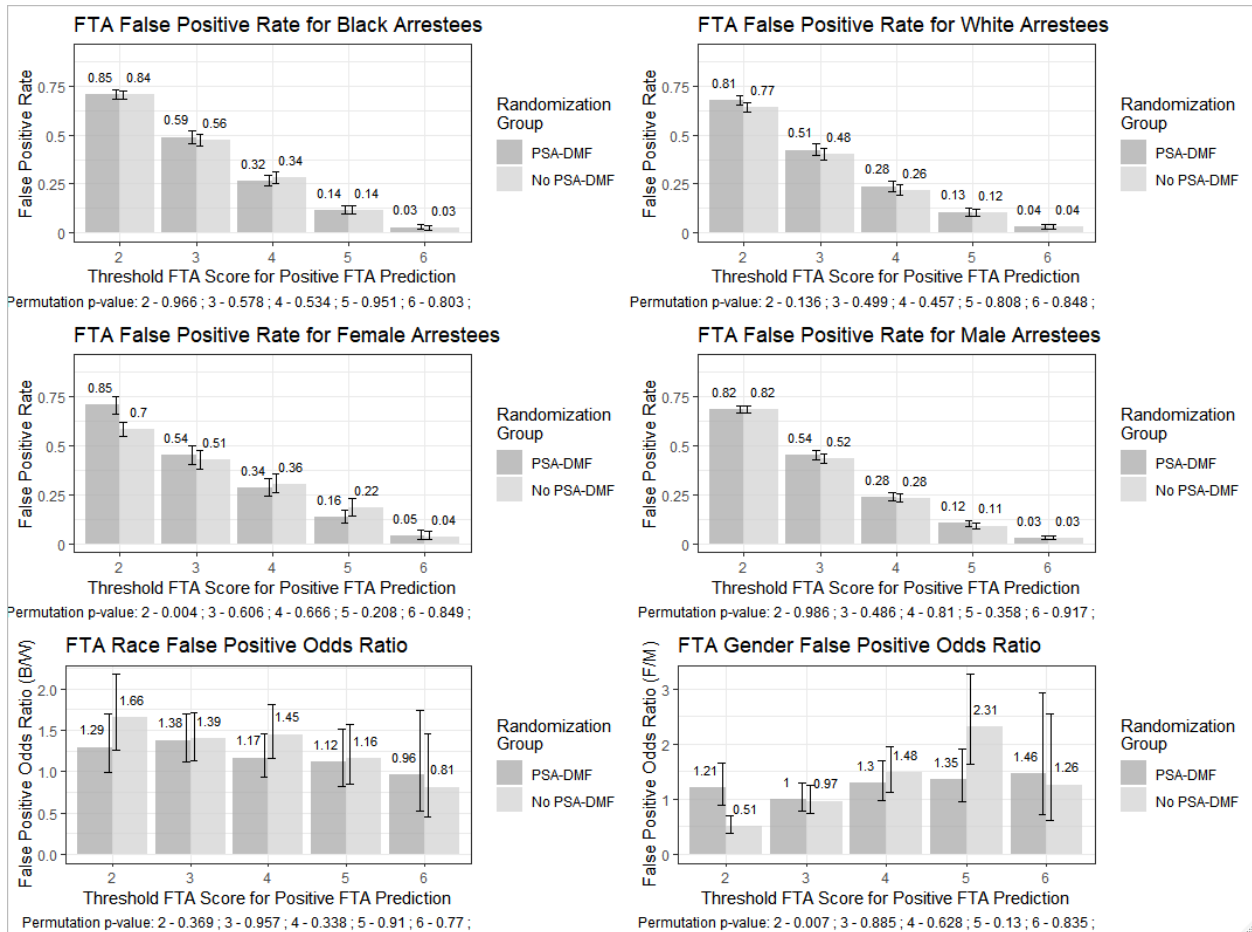 FTA False Positive Rate for Black Arrestees
False Positive Rate
0.75
0.5
0.25
0
0.85 0.84
0.59 0.56
0.32 0.34
0.14 0.14
0.03 0.03
2 3 4 5 6
Threshold FTA Score for Positive FTA Prediction
Permutation p-value: 2 - 0.966 ; 3 - 0.578 ; 4 - 0.534 ; 5 - 0.951 ; 6 - 0.803 ;
Randomization
Group
PSA-DMF
No PSA-DMF
FTA False Positive Rate for White Arrestees
False Positive Rate
0.75
0.5
0.25
0
0.81 0.77
0.51 0.48
0.28 0.26
0.13 0.12
0.04 0.04
2 3 4 5 6
Threshold FTA Score for Positive FTA Prediction
Permutation p-value: 2 - 0.136 ; 3 - 0.499 ; 4 - 0.457 ; 5 - 0.808 ; 6 - 0.848 ;
Randomization
Group
PSA-DMF
No PSA-DMF
FTA False Positive Rate for Female Arrestees
False Positive Rate
0.75
0.5
0.25
0
0.85 0.7
0.54 0.51
0.34 0.36
0.16 0.22
0.05 0.04
2 3 4 5 6
Threshold FTA Score for Positive FTA Prediction
Permutation p-value: 2 - 0.004 ; 3 - 0.606 ; 4 - 0.666 ; 5 - 0.208 ; 6 - 0.849 ;
Randomization
Group
PSA-DMF
No PSA-DMF
FTA False Positive Rate for Male Arrestees
False Positive Rate
0.75
0.5
0.25
0
0.82 0.82
0.54 0.52
0.28 0.28
0.12 0.11
0.03 0.03
2 3 4 5 6
Threshold FTA Score for Positive FTA Prediction
Permutation p-value: 2 - 0.986 ; 3 - 0.486 ; 4 - 0.81 ; 5 - 0.358 ; 6 - 0.917 ;
Randomization
Group
PSA-DMF
No PSA-DMF
FTA Race False Positive Odds Ratio
False Positive Odds Ratio (B/W)
2.0
1.5
1.0
0.5
0.0
1.29 1.66
1.38 1.39
1.17 1.45
1.12 1.16
0.96 0.81
2 3 4 5 6
Threshold FTA Score for Positive FTA Prediction
Permutation p-value: 2 - 0.369 ; 3 - 0.957 ; 4 - 0.338 ; 5 - 0.91 ; 6 - 0.77 ;
Randomization
Group
PSA-DMF
No PSA-DMF
FTA Gender False Positive Odds Ratio
False Positive Odds Ratio (F/M )
3
2
1
0
1.21 0.51
1 0.97
1.3 1.48
1.35 2.31
1.46 1.26
2 3 4 5 6
Threshold FTA Score for Positive FTA Prediction
Permutation p-value: 2 - 0.007 ; 3 - 0.885 ; 4 - 0.628 ; 5 - 0.13 ; 6 - 0.835 ;
Randomization
Group
PSA-DMF
No PSA-DMF